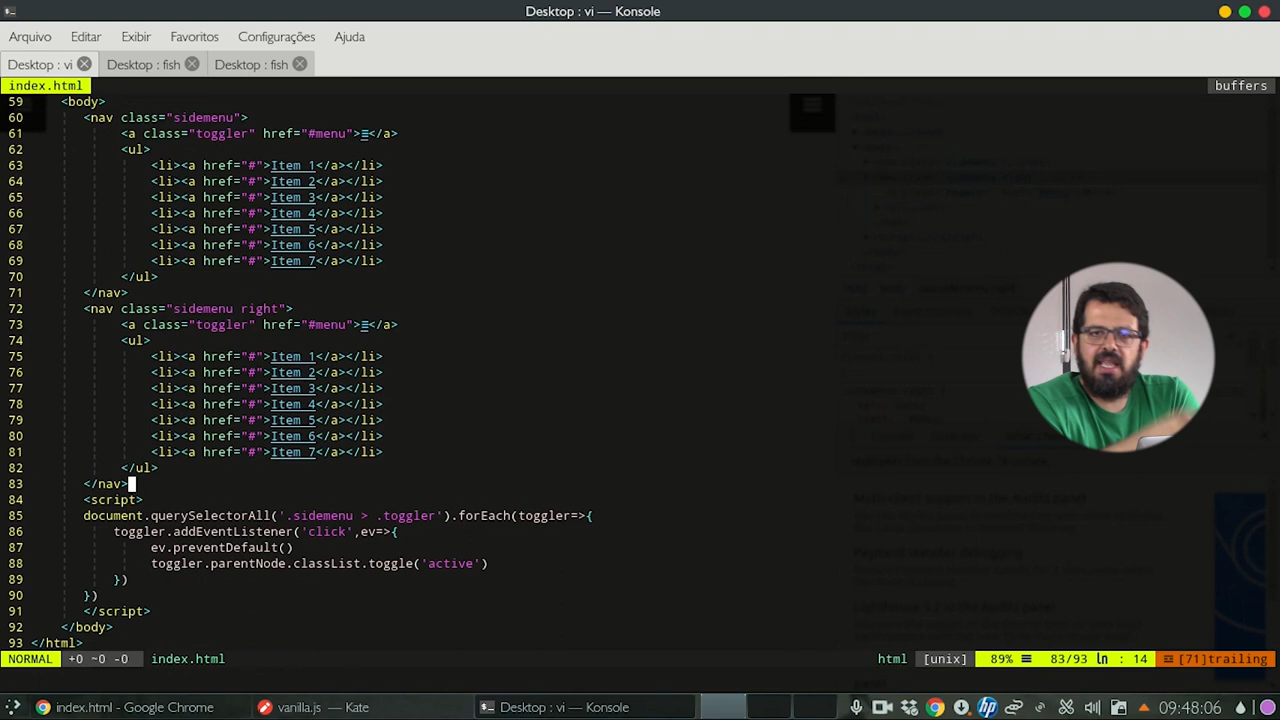 Desktop : vi — Konsole
Arquivo Editar Exibir Favoritos Configurações Ajuda
Desktop : vi Desktop : fish Desktop : fish
index.html buffers
59 <body>
60 <nav class="sidemenu">
61 <a class="toggler" href="#menu">≡</a>
62 <ul>
63 <li><a href="#">Item 1</a></li>
64 <li><a href="#">Item 2</a></li>
65 <li><a href="#">Item 3</a></li>
66 <li><a href="#">Item 4</a></li>
67 <li><a href="#">Item 5</a></li>
68 <li><a href="#">Item 6</a></li>
69 <li><a href="#">Item 7</a></li>
70 </ul>
71 </nav>
72 <nav class="sidemenu right">
73 <a class="toggler" href="#menu">≡</a>
74 <ul>
75 <li><a href="#">Item 1</a></li>
76 <li><a href="#">Item 2</a></li>
77 <li><a href="#">Item 3</a></li>
78 <li><a href="#">Item 4</a></li>
79 <li><a href="#">Item 5</a></li>
80 <li><a href="#">Item 6</a></li>
81 <li><a href="#">Item 7</a></li>
82 </ul>
83 </nav>
84 <script>
85 document.querySelectorAll('.sidemenu > .toggler').forEach(toggler=>{
86 toggler.addEventListener('click',ev=>{
87 ev.preventDefault()
88 toggler.parentNode.classList.toggle('active')
89 })
90 })
91 </script>
92 </body>
93 </html>
NORMAL +0 ~0 -0 index.html html [unix] 89% ≡ 83/93 ln : 14 [71]trailing
index.html - Google Chrome vanilla.js — Kate Desktop : vi — Konsole 09:48:06